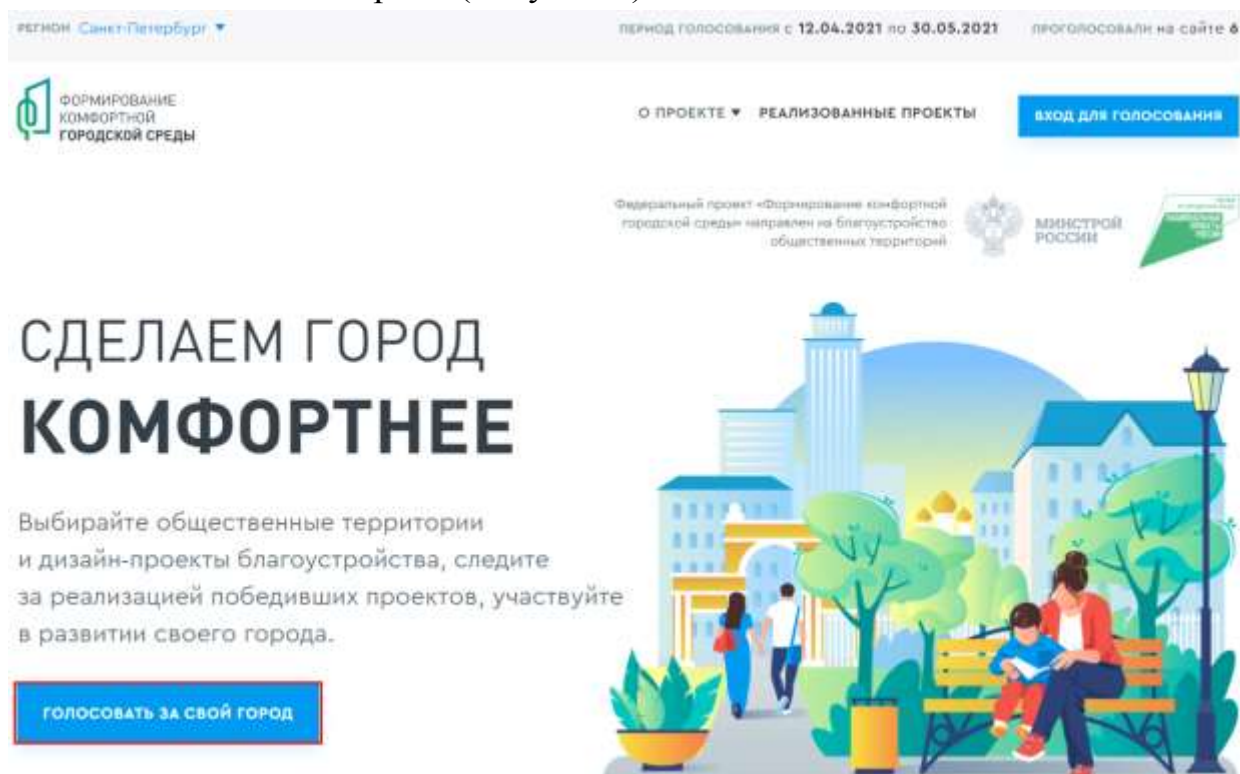 РЕГИОН Санкт-Петербург ▼
ПЕРИОД ГОЛОСОВАНИЯ с 12.04.2021 по 30.05.2021
ПРОГОЛОСОВАЛИ на сайте 6
ФОРМИРОВАНИЕ
КОМФОРТНОЙ
ГОРОДСКОЙ СРЕДЫ
О ПРОЕКТЕ ▼ РЕАЛИЗОВАННЫЕ ПРОЕКТЫ
ВХОД ДЛЯ ГОЛОСОВАНИЯ
Федеральный проект «Формирование комфортной
городской среды» направлен на благоустройство
общественных территорий
МИНСТРОЙ
РОССИИ
СДЕЛАЕМ ГОРОД
КОМФОРТНЕЕ
Выбирайте общественные территории
и дизайн-проекты благоустройства, следите
за реализацией победивших проектов, участвуйте
в развитии своего города.
ГОЛОСОВАТЬ ЗА СВОЙ ГОРОД